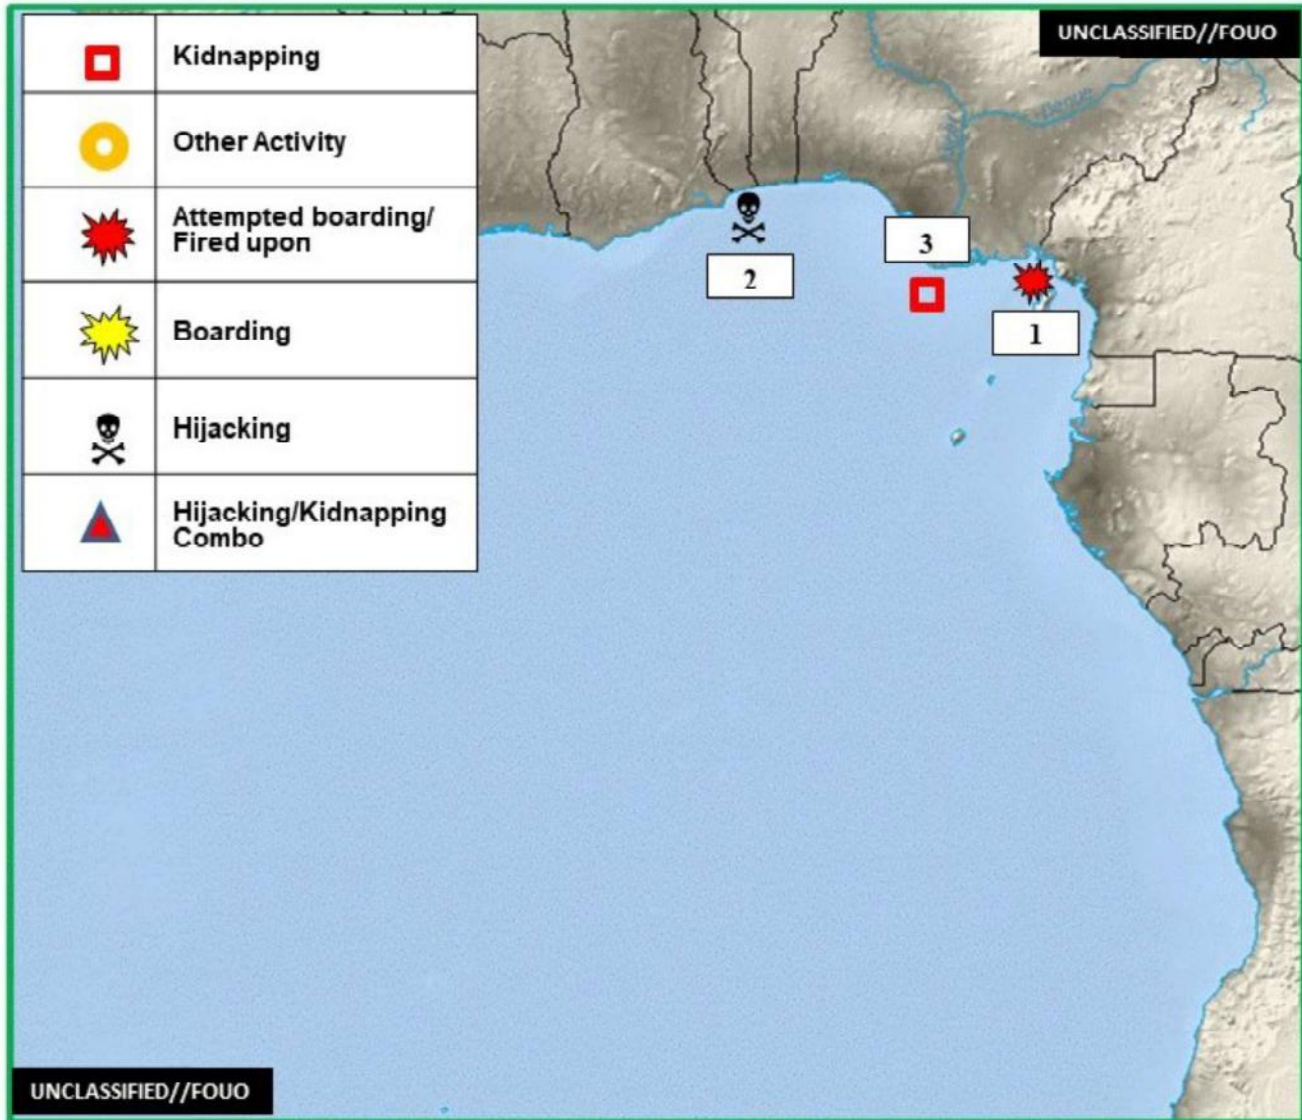 UNCLASSIFIED//FOUO
Kidnapping
Other Activity
Attempted boarding/
Fired upon
Boarding
Hijacking
Hijacking/Kidnapping
Combo
Benue
3
2
1
UNCLASSIFIED//FOUO